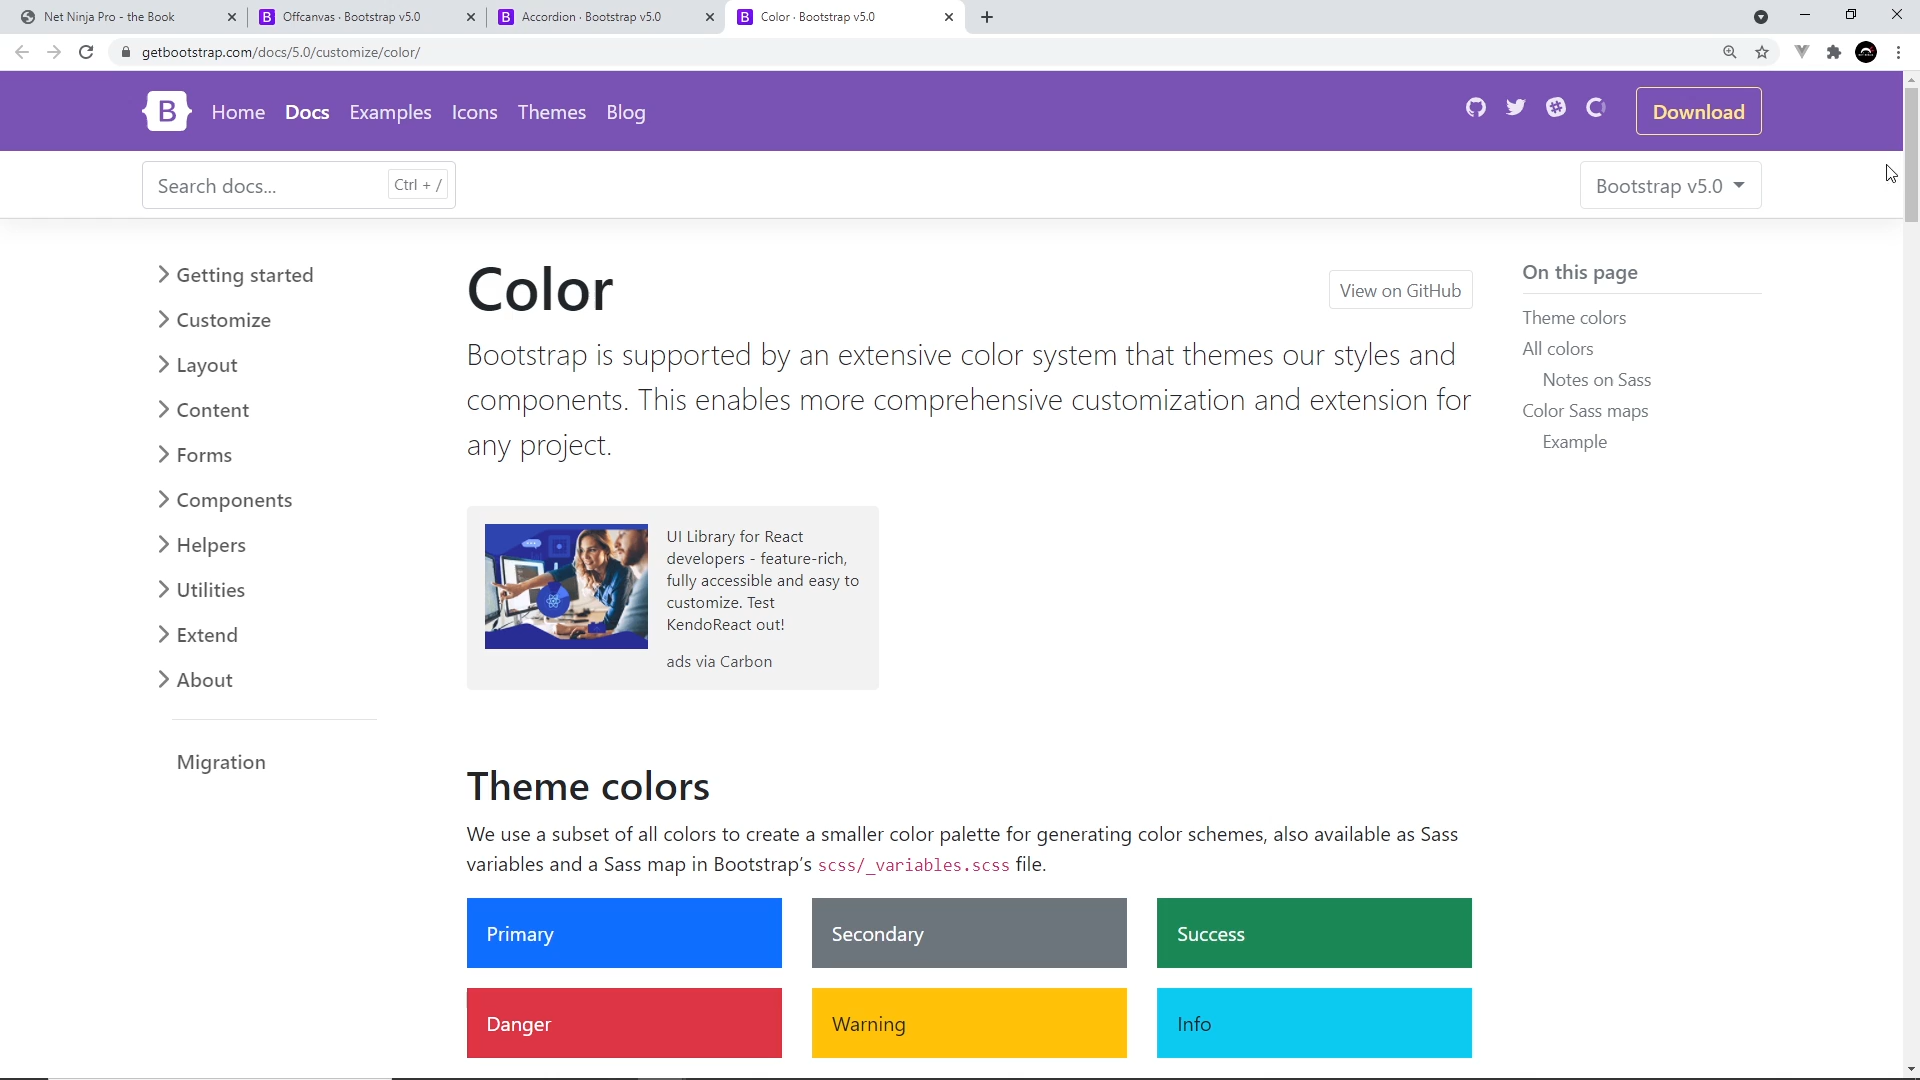 Net Ninja Pro - the Book
Offcanvas · Bootstrap v5.0
Accordion · Bootstrap v5.0
Color · Bootstrap v5.0
getbootstrap.com/docs/5.0/customize/color/
B
Home
Docs
Examples
Icons
Themes
Blog
Download
Search docs...
Ctrl + /
Bootstrap v5.0
Getting started
Customize
Layout
Content
Forms
Components
Helpers
Utilities
Extend
About
Migration
Color
View on GitHub
Bootstrap is supported by an extensive color system that themes our styles and
components. This enables more comprehensive customization and extension for
any project.
UI Library for React
developers - feature-rich,
fully accessible and easy to
customize. Test
KendoReact out!
ads via Carbon
Theme colors
We use a subset of all colors to create a smaller color palette for generating color schemes, also available as Sass
variables and a Sass map in Bootstrap's scss/_variables.scss file.
Primary
Secondary
Success
Danger
Warning
Info
On this page
Theme colors
All colors
Notes on Sass
Color Sass maps
Example